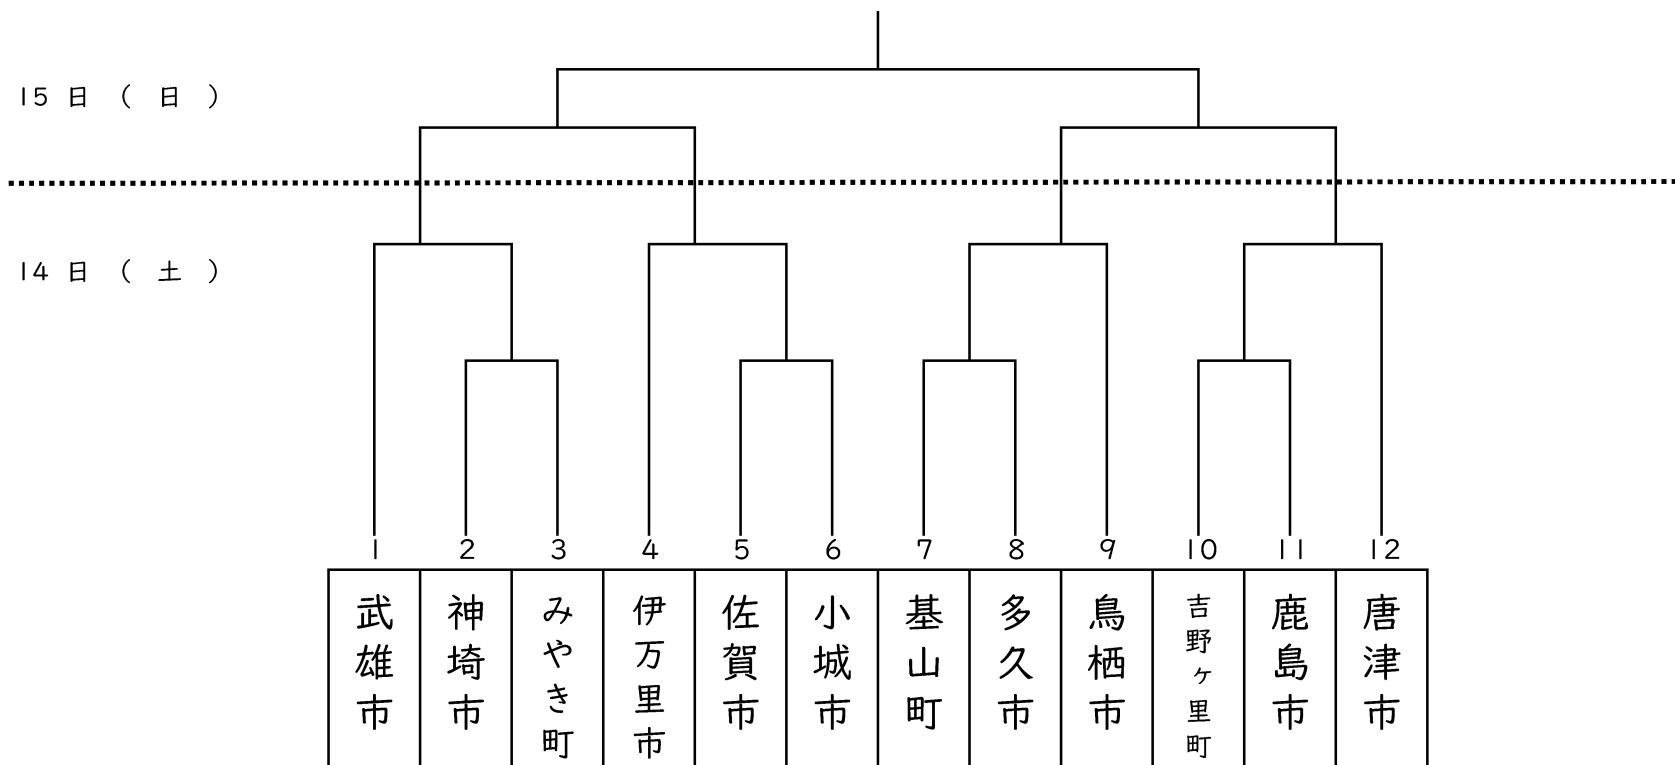 15日(日)
14日(土)
1 2 3 4 5 6 7 8 9 10 11 12
武雄市
神埼市
みやき町
伊万里市
佐賀市
小城市
基山町
多久市
鳥栖市
吉野ヶ里町
鹿島市
唐津市